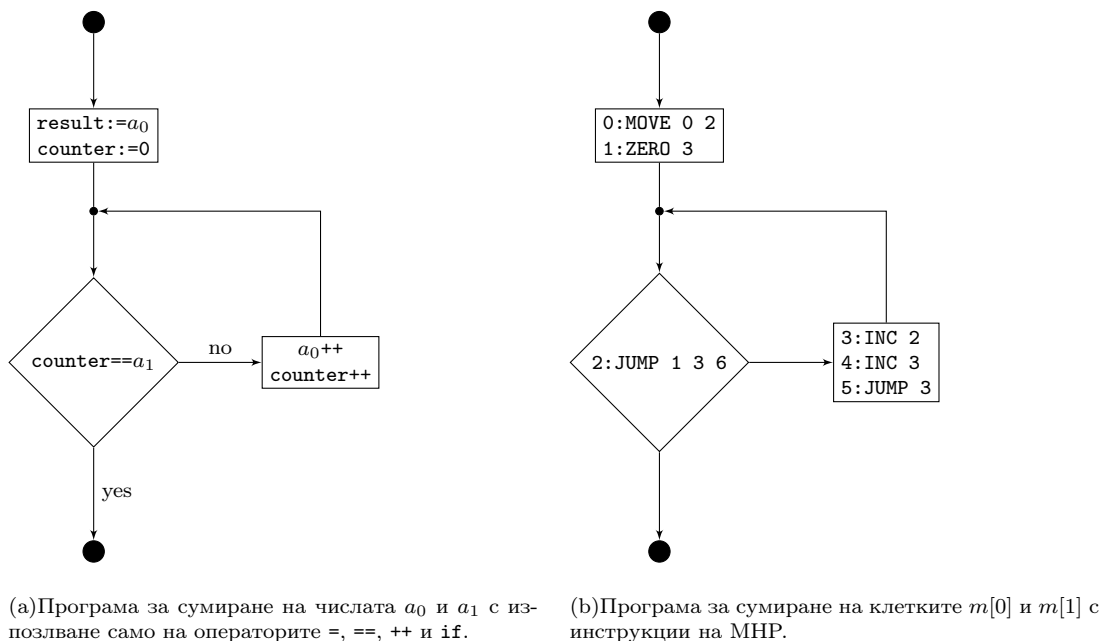 result:=a0
counter:=0
counter==a1
no
a0++
counter++
yes
(a)Програма за сумиране на числата a0 и a1 с из-
позлване само на операторите =, ==, ++ и if.
0:MOVE 0 2
1:ZERO 3
2:JUMP 1 3 6
3:INC 2
4:INC 3
5:JUMP 3
(b)Програма за сумиране на клетките m[0] и m[1] с
инструкции на МНР.